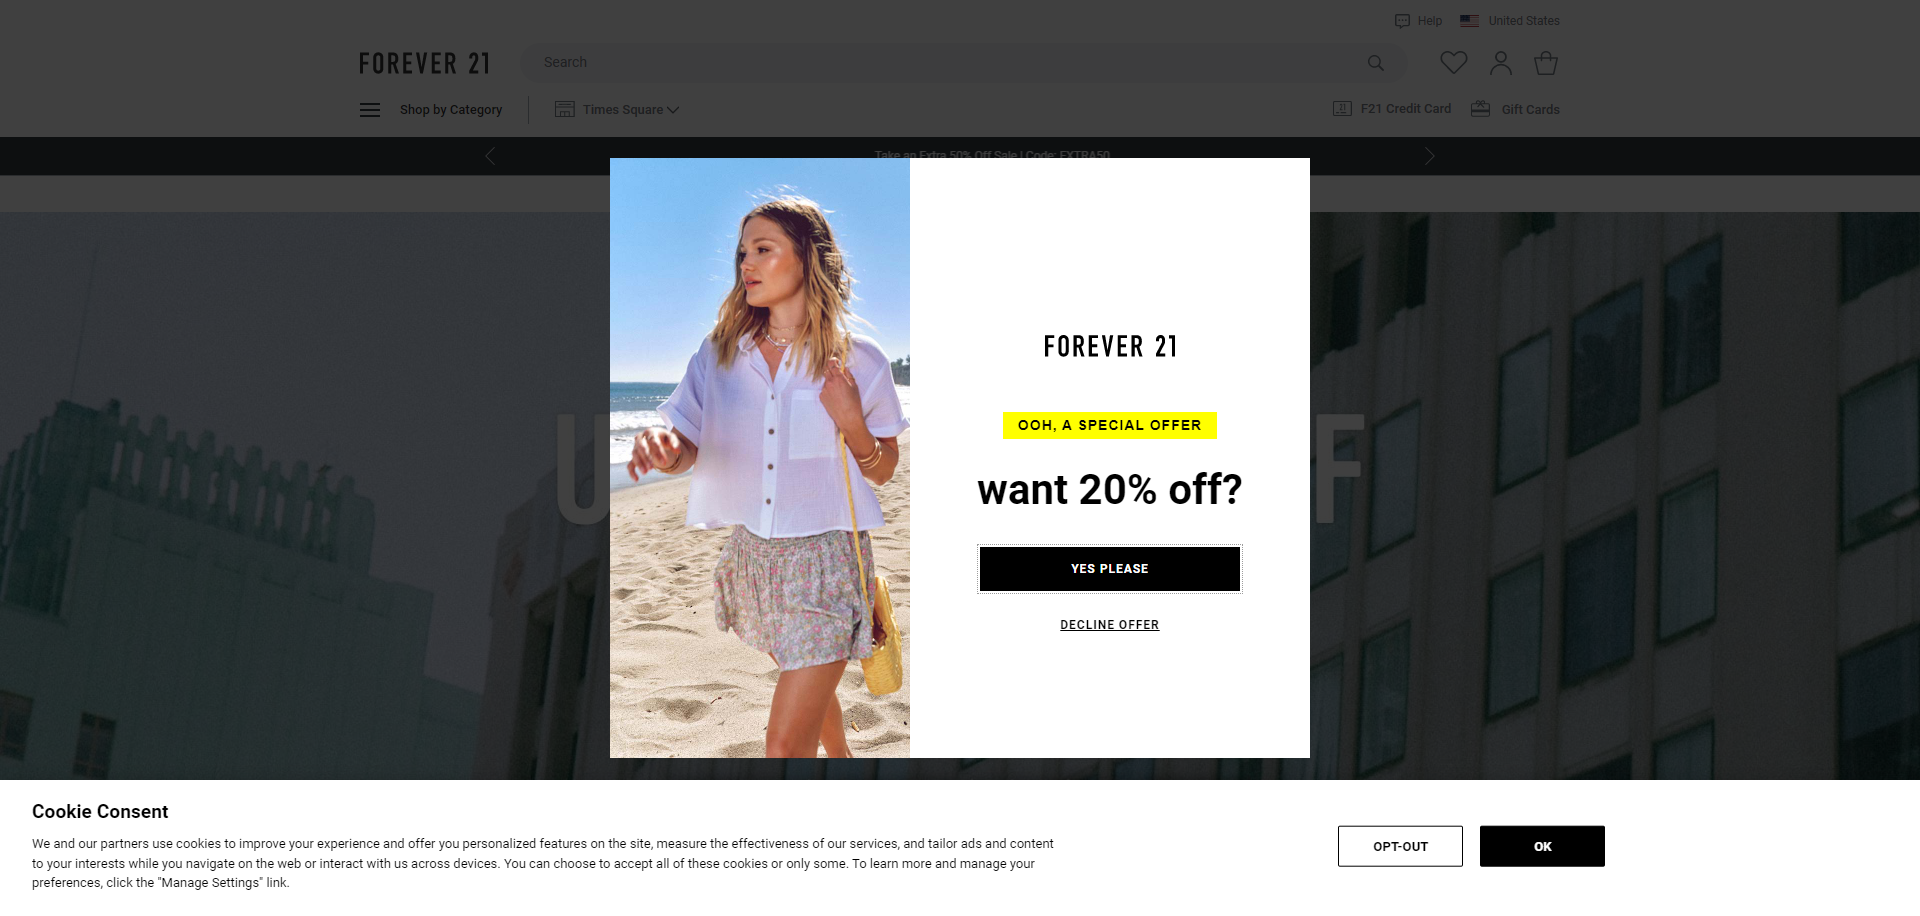 Help
United States
FOREVER 21
Search
Shop by Category
Times Square
F21 Credit Card
Gift Cards
Take an Extra 50% Off Sale | Code: EXTRA50
FOREVER 21
OOH, A SPECIAL OFFER
want 20% off?
YES PLEASE
DECLINE OFFER
Cookie Consent
We and our partners use cookies to improve your experience and offer you personalized features on the site, measure the effectiveness of our services, and tailor ads and content
to your interests while you navigate on the web or interact with us across devices. You can choose to accept all of these cookies or only some. To learn more and manage your
preferences, click the "Manage Settings" link.
OPT-OUT
OK